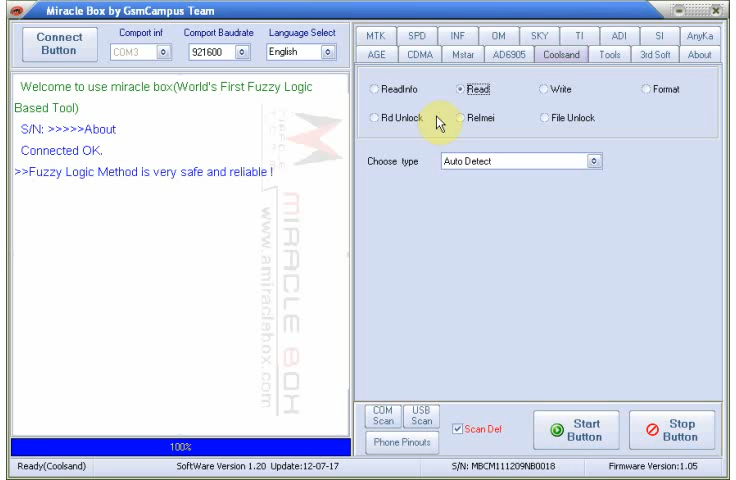 Miracle Box by GsmCampus Team
Connect Button
Comport inf
COM3
Comport Baudrate
921600
Language Select
English
MTK SPD INF OM SKY TI ADI SI AnyKa
AGE CDMA Mstar AD6905 Coolsand Tools 3rd Soft About
Welcome to use miracle box(World's First Fuzzy Logic
Based Tool)
S/N: >>>>>About
Connected OK.
>>Fuzzy Logic Method is very safe and reliable !
MIRACLE BOX
www.amiraclebox.com
ReadInfo Read Write Format
Rd Unlock ReImei File Unlock
Choose type Auto Detect
COM Scan
USB Scan
Phone Pinouts
Scan Def
Start Button
Stop Button
100%
Ready(Coolsand) SoftWare Version 1.20 Update:12-07-17 S/N: MBCM111209NB0018 Firmware Version:1.05